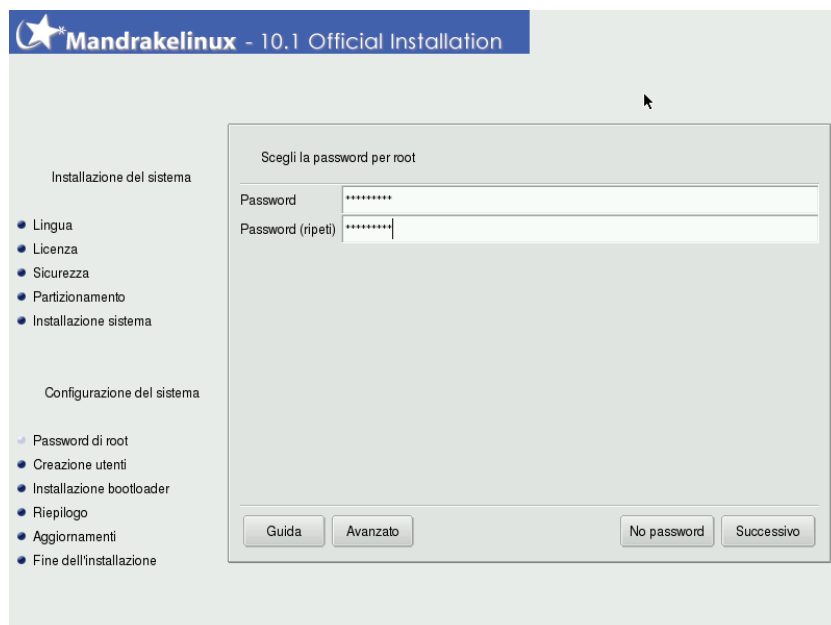 Mandrakelinux - 10.1 Official Installation
Installazione del sistema
Lingua
Licenza
Sicurezza
Partizionamento
Installazione sistema
Configurazione del sistema
Password di root
Creazione utenti
Installazione bootloader
Riepilogo
Aggiornamenti
Fine dell'installazione
Scegli la password per root
Password *********
Password (ripeti) *********
Guida Avanzato No password Successivo